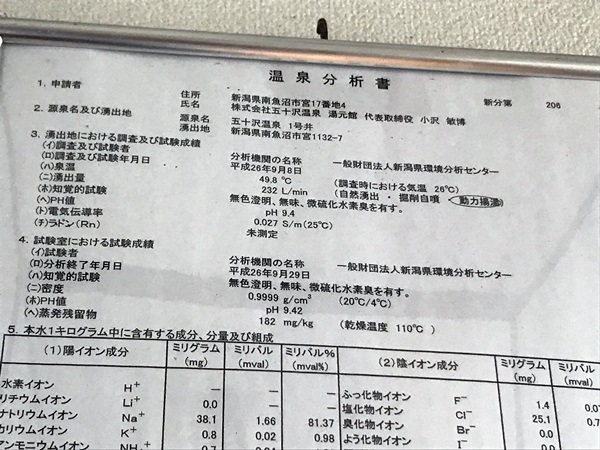 温泉分析書
1. 申請者 新分第 206
住所 新潟県南魚沼市宮17番地4
氏名 株式会社五十沢温泉 湯元館 代表取締役 小沢 敏博
2. 源泉名及び湧出地 源泉名 五十沢温泉 1号井
湧出地 新潟県南魚沼市宮1132-7
3. 湧出地における調査及び試験成績
(イ)調査及び試験者 分析機関の名称 一般財団法人新潟県環境分析センター
(ロ)調査及び試験年月日 平成26年9月8日
(ハ)泉温 49.8 ℃ (調査時における気温 26℃)
(ニ)湧出量 232 L/min (自然湧出・掘削自噴 動力揚湯)
(ホ)知覚的試験 無色澄明、無味、微硫化水素臭を有す。
(ヘ)PH値 pH 9.4
(ト)電気伝導率 0.027 S/m(25℃)
(チ)ラドン(Rn) 未測定
4. 試験室における試験成績
(イ)試験者 分析機関の名称 一般財団法人新潟県環境分析センター
(ロ)分析終了年月日 平成26年9月29日
(ハ)知覚的試験 無色澄明、無味、微硫化水素臭を有す。
(ニ)密度 0.9999 g/cm³ (20℃/4℃)
(ホ)PH値 pH 9.42
(ヘ)蒸発残留物 182 mg/kg (乾燥温度 110℃)
5. 本水1キログラム中に含有する成分、分量及び組成
(1)陽イオン成分 ミリグラム(mg) ミリバル(mval) ミリバル%(mval%) (2)陰イオン成分 ミリグラム(mg) ミリバル(mval)
水素イオン H⁺ — — — ふっ化物イオン F⁻ 1.4
リチウムイオン Li⁺ 0.0 — — 塩化物イオン Cl⁻ 25.1
ナトリウムイオン Na⁺ 38.1 1.66 81.37 臭化物イオン Br⁻ 0.0
カリウムイオン K⁺ 0.8 0.02 0.98 よう化物イオン I⁻ 0.0
アンモニウムイオン